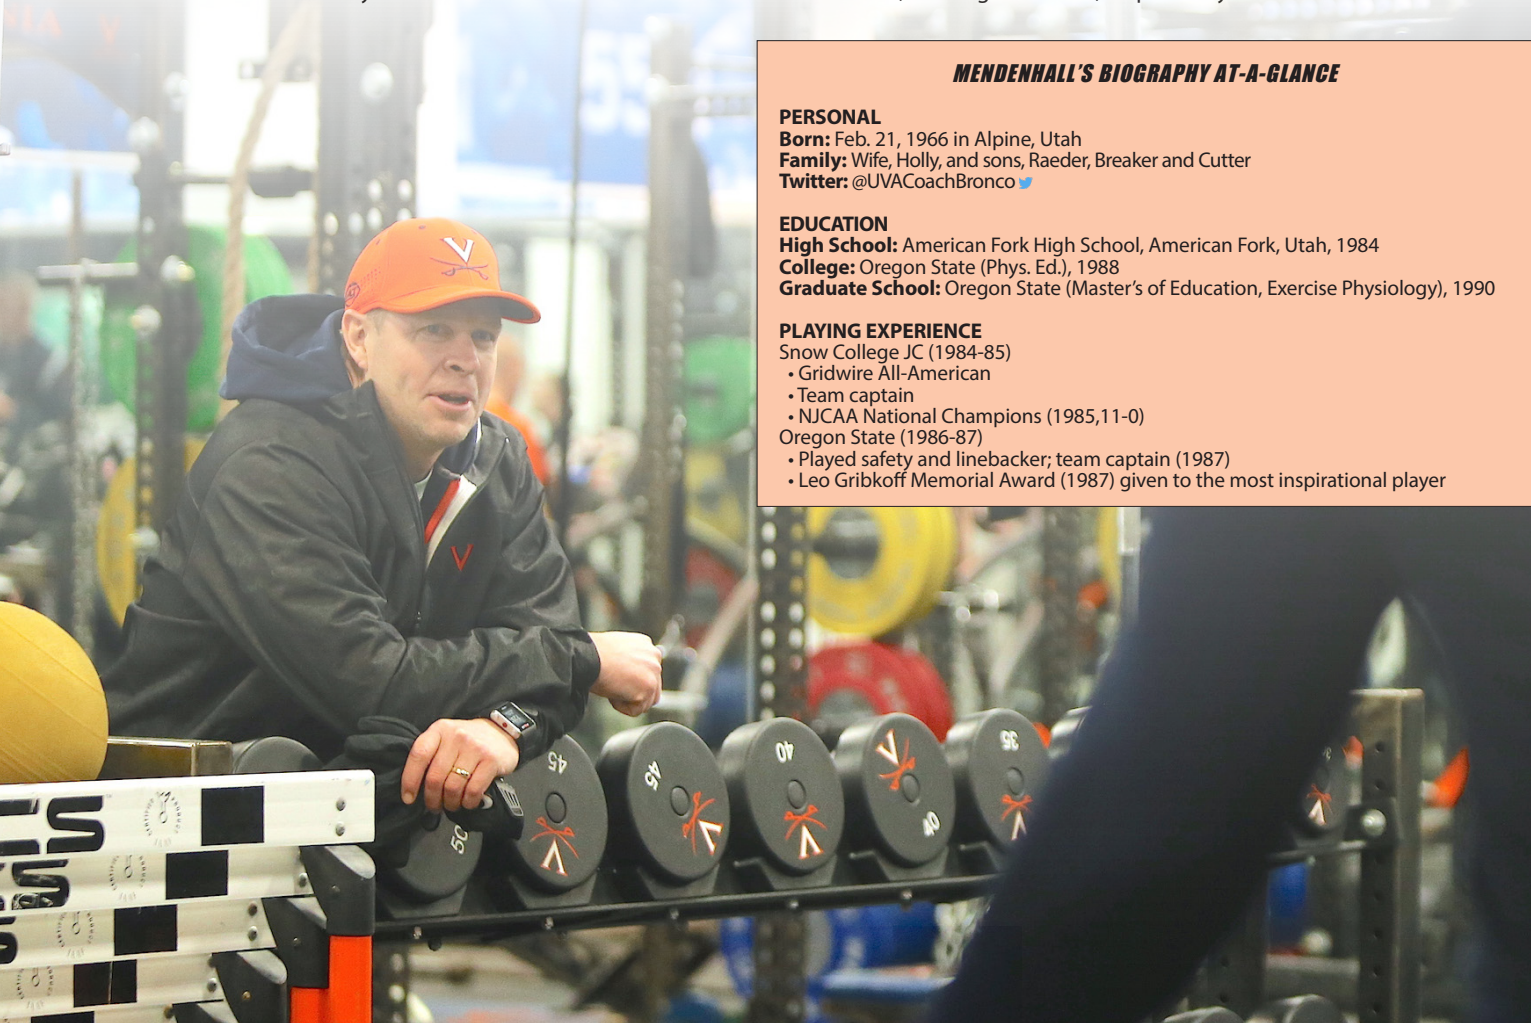 MENDENHALL'S BIOGRAPHY AT-A-GLANCE
PERSONAL
Born: Feb. 21, 1966 in Alpine, Utah
Family: Wife, Holly, and sons, Raeder, Breaker and Cutter
Twitter: @UVACoachBronco
EDUCATION
High School: American Fork High School, American Fork, Utah, 1984
College: Oregon State (Phys. Ed.), 1988
Graduate School: Oregon State (Master's of Education, Exercise Physiology), 1990
PLAYING EXPERIENCE
Snow College JC (1984-85)
• Gridwire All-American
• Team captain
• NJCAA National Champions (1985,11-0)
Oregon State (1986-87)
• Played safety and linebacker; team captain (1987)
• Leo Gribkoff Memorial Award (1987) given to the most inspirational player
55
V
V
50
45
45
40
40
35
V
V
V
V
V